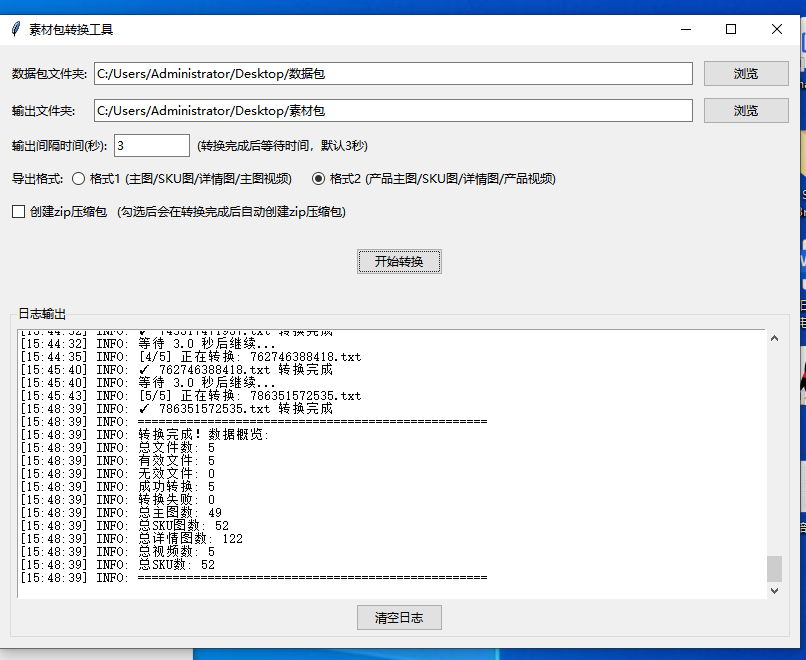 素材包转换工具
数据包文件夹: C:/Users/Administrator/Desktop/数据包 浏览
输出文件夹: C:/Users/Administrator/Desktop/素材包 浏览
输出间隔时间(秒): 3 (转换完成后等待时间，默认3秒)
导出格式: 格式1 (主图/SKU图/详情图/主图视频) 格式2 (产品主图/SKU图/详情图/产品视频)
创建zip压缩包 (勾选后会在转换完成后自动创建zip压缩包)
开始转换
日志输出
[15:44:32] INFO: 等待 3.0 秒后继续...
[15:44:35] INFO: [4/5] 正在转换: 762746388418.txt
[15:45:40] INFO: ✓ 762746388418.txt 转换完成
[15:45:40] INFO: 等待 3.0 秒后继续...
[15:45:43] INFO: [5/5] 正在转换: 786351572535.txt
[15:48:39] INFO: ✓ 786351572535.txt 转换完成
[15:48:39] INFO: ==================================================
[15:48:39] INFO: 转换完成! 数据概览:
[15:48:39] INFO: 总文件数: 5
[15:48:39] INFO: 有效文件: 5
[15:48:39] INFO: 无效文件: 0
[15:48:39] INFO: 成功转换: 5
[15:48:39] INFO: 转换失败: 0
[15:48:39] INFO: 总主图数: 49
[15:48:39] INFO: 总SKU图数: 52
[15:48:39] INFO: 总详情图数: 122
[15:48:39] INFO: 总视频数: 5
[15:48:39] INFO: 总SKU数: 52
[15:48:39] INFO: ==================================================
清空日志